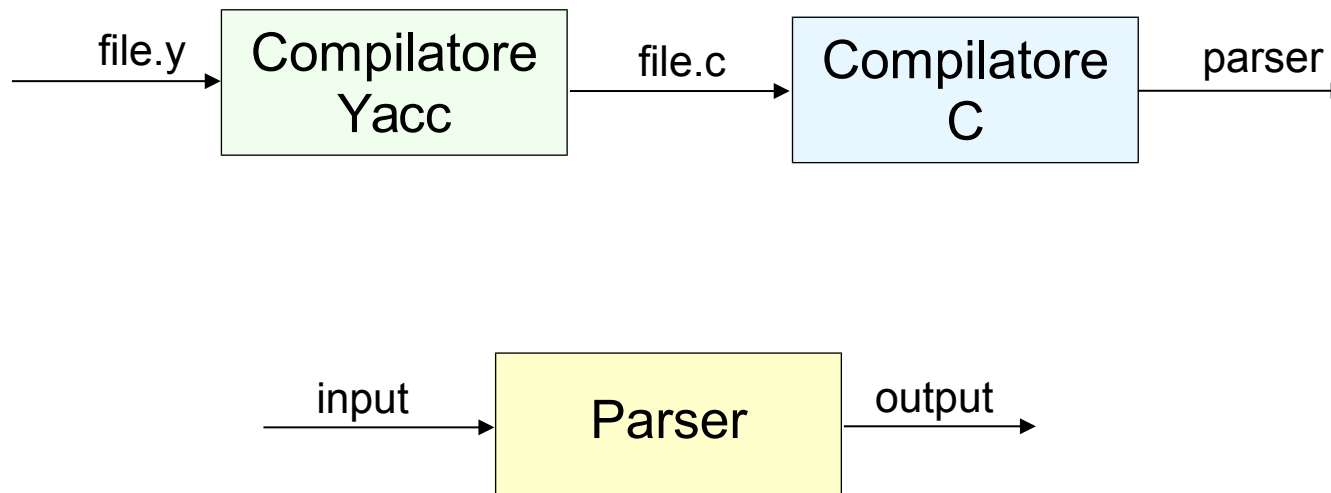 file.y
Compilatore
Yacc
file.c
Compilatore
C
parser
input
Parser
output